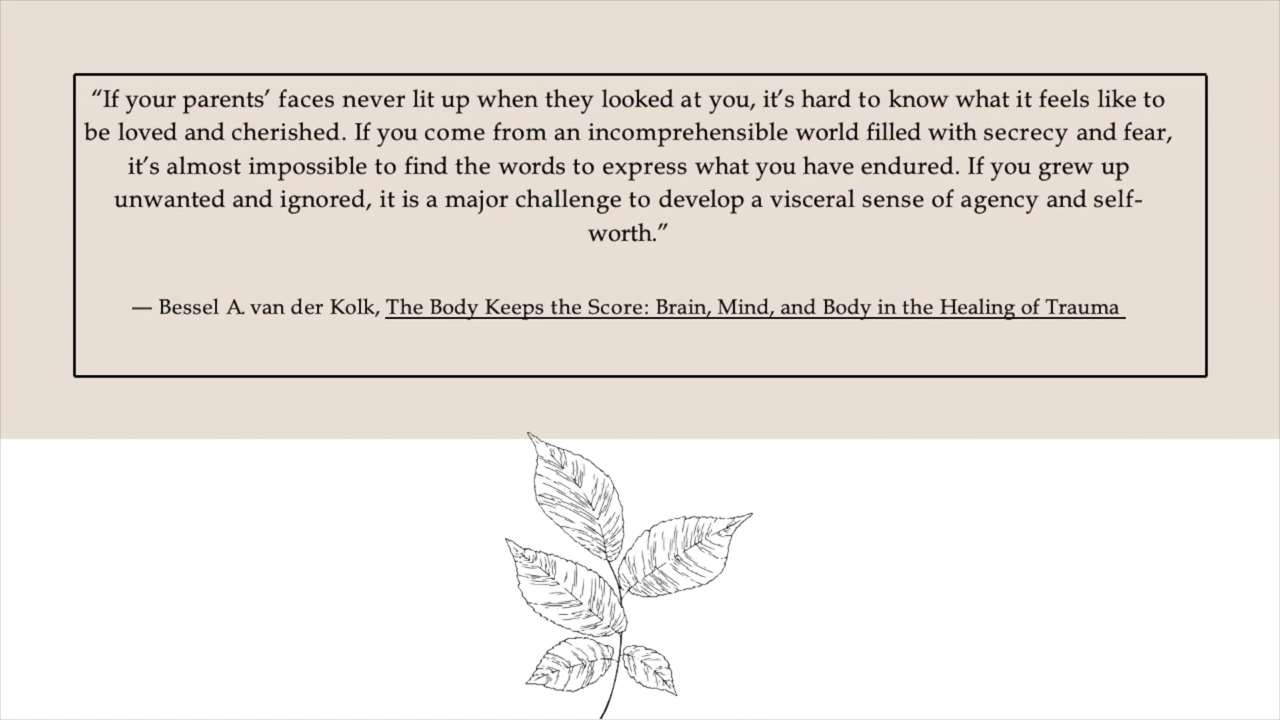 “If your parents’ faces never lit up when they looked at you, it’s hard to know what it feels like to
be loved and cherished. If you come from an incomprehensible world filled with secrecy and fear,
it’s almost impossible to find the words to express what you have endured. If you grew up
unwanted and ignored, it is a major challenge to develop a visceral sense of agency and self-
worth.”
― Bessel A. van der Kolk, The Body Keeps the Score: Brain, Mind, and Body in the Healing of Trauma